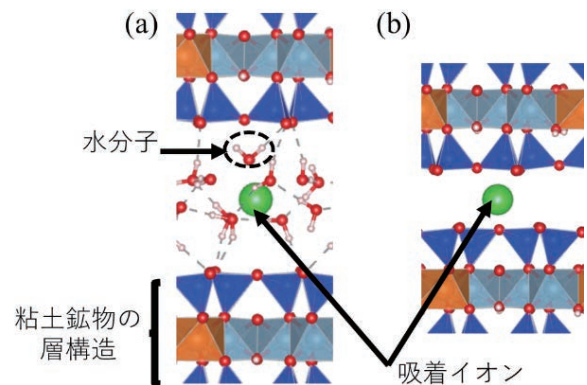 (a)
(b)
水分子
粘土鉱物の
層構造
吸着イオン